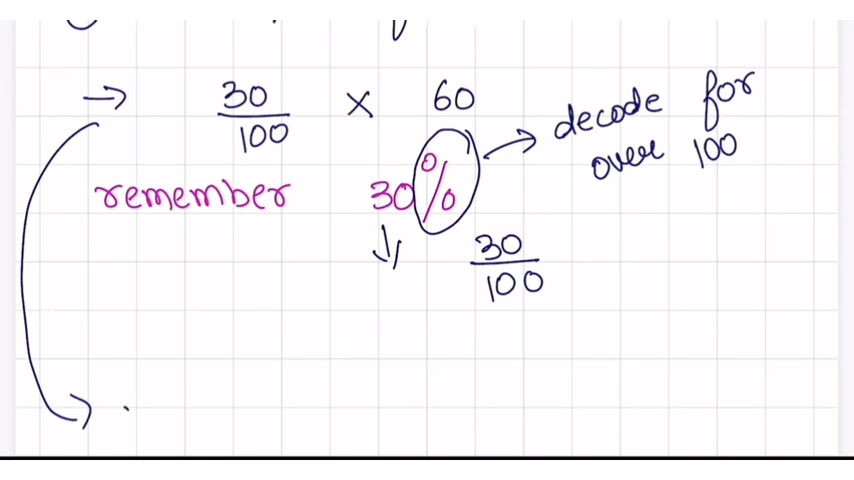 → 30/100 × 60
decode for
over 100
remember 30%
30/100